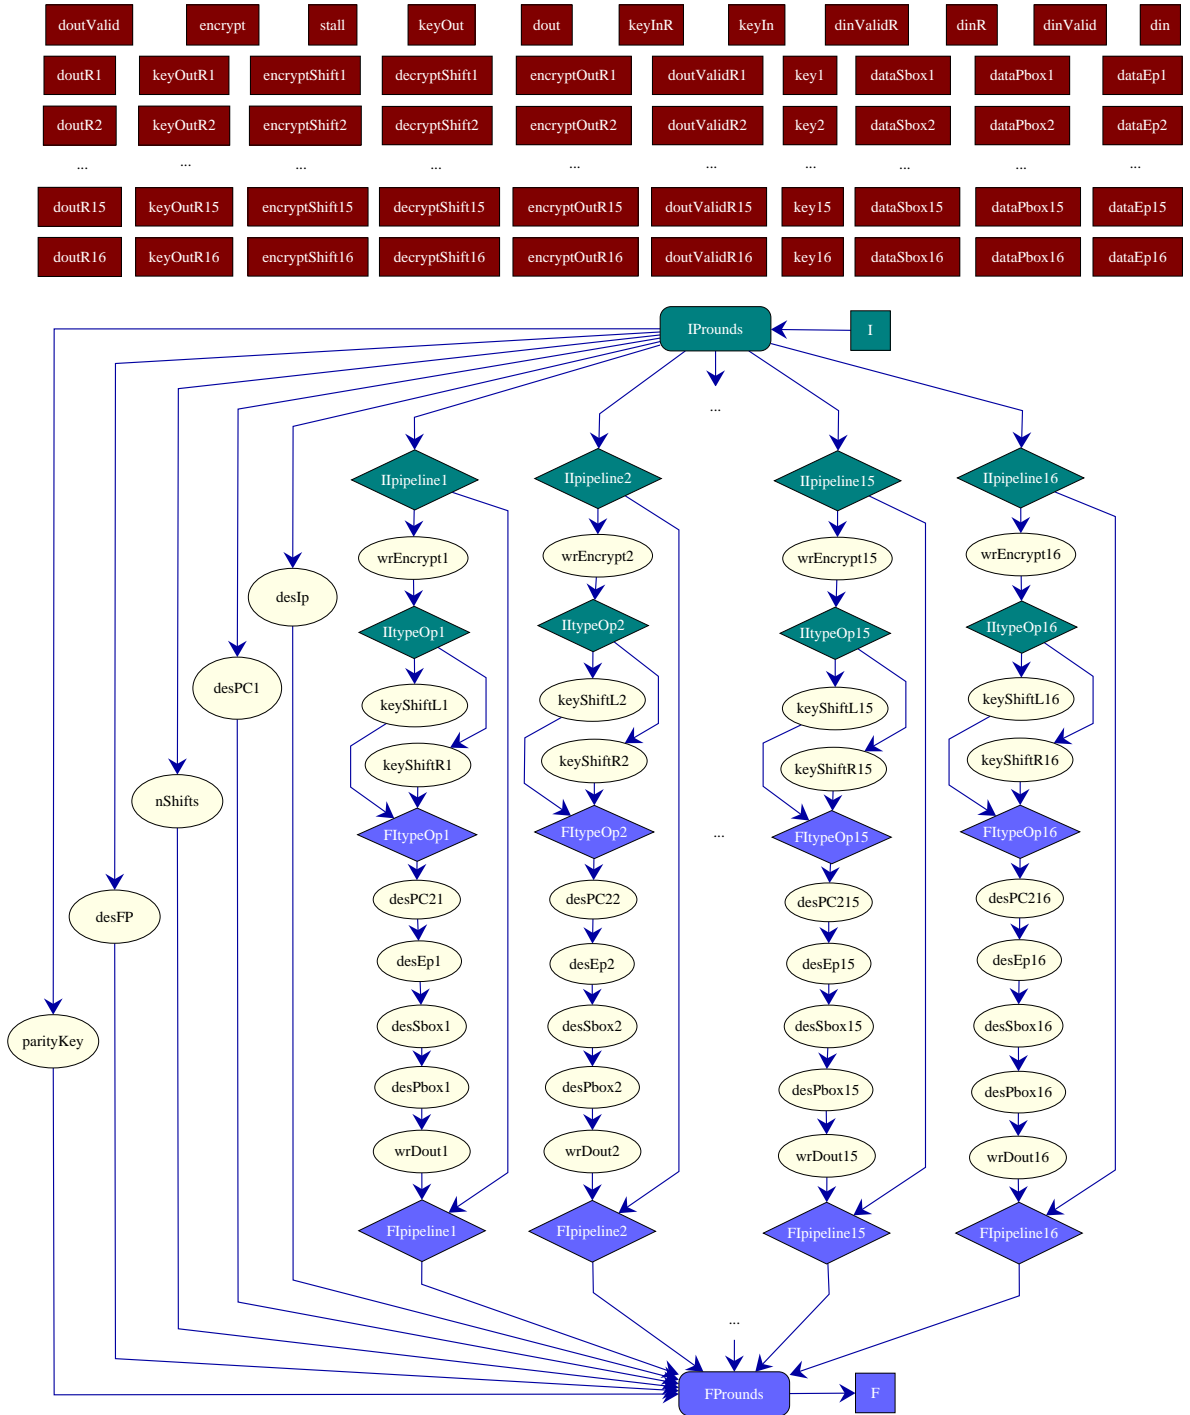 doutValid encrypt stall keyOut dout keyInR keyIn dinValidR dinR dinValid din
doutR1 keyOutR1 encryptShift1 decryptShift1 encryptOutR1 doutValidR1 key1 dataSbox1 dataPbox1 dataEp1
doutR2 keyOutR2 encryptShift2 decryptShift2 encryptOutR2 doutValidR2 key2 dataSbox2 dataPbox2 dataEp2
... ... ... ... ... ... ... ... ... ...
doutR15 keyOutR15 encryptShift15 decryptShift15 encryptOutR15 doutValidR15 key15 dataSbox15 dataPbox15 dataEp15
doutR16 keyOutR16 encryptShift16 decryptShift16 encryptOutR16 doutValidR16 key16 dataSbox16 dataPbox16 dataEp16
IProunds I
...
IIpipeline1 IIpipeline2 IIpipeline15 IIpipeline16
wrEncrypt1 wrEncrypt2 wrEncrypt15 wrEncrypt16
desIp
IItypeOp1 IItypeOp2 IItypeOp15 IItypeOp16
desPC1
keyShiftL1 keyShiftL2 keyShiftL15 keyShiftL16
keyShiftR1 keyShiftR2 keyShiftR15 keyShiftR16
nShifts
FItypeOp1 FItypeOp2 ... FItypeOp15 FItypeOp16
desPC21 desPC22 desPC215 desPC216
desFP
desEp1 desEp2 desEp15 desEp16
desSbox1 desSbox2 desSbox15 desSbox16
parityKey
desPbox1 desPbox2 desPbox15 desPbox16
wrDout1 wrDout2 wrDout15 wrDout16
FIpipeline1 FIpipeline2 FIpipeline15 FIpipeline16
...
FProunds F